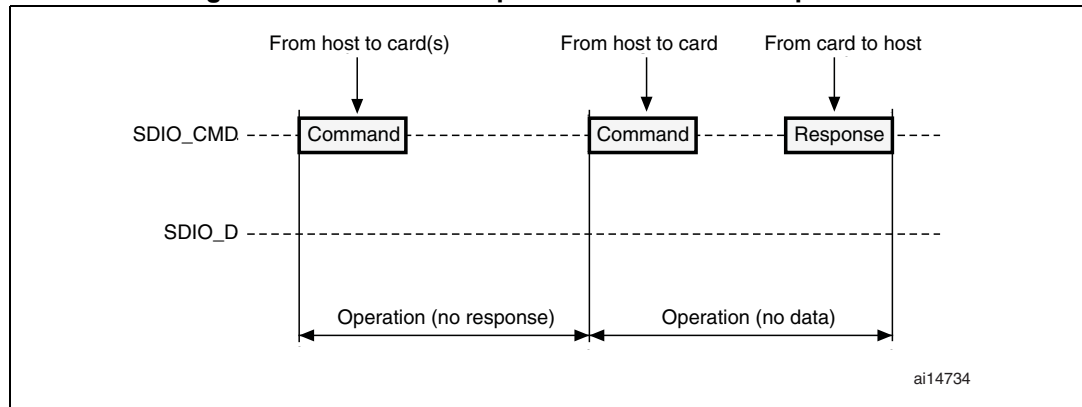 From host to card(s) From host to card From card to host
SDIO_CMD Command Command Response
SDIO_D
Operation (no response) Operation (no data)
ai14734